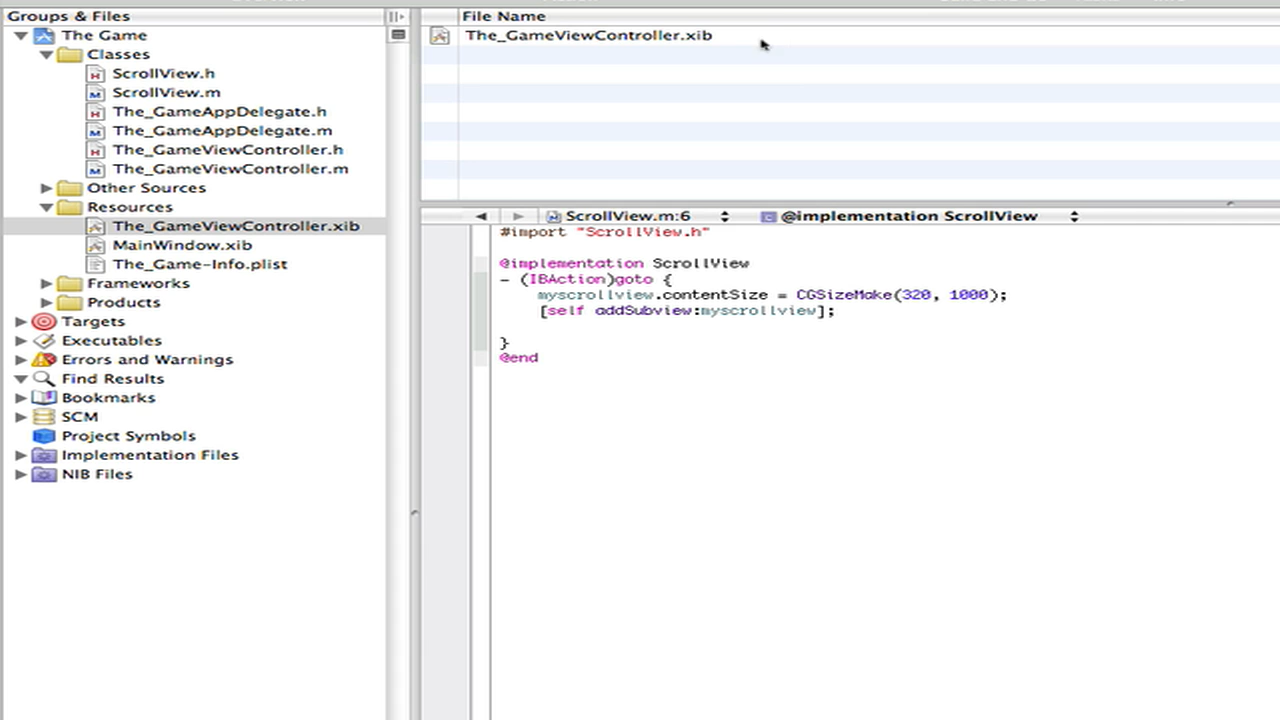 Groups & Files
The Game
Classes
ScrollView.h
ScrollView.m
The_GameAppDelegate.h
The_GameAppDelegate.m
The_GameViewController.h
The_GameViewController.m
Other Sources
Resources
The_GameViewController.xib
MainWindow.xib
The_Game-Info.plist
Frameworks
Products
Targets
Executables
Errors and Warnings
Find Results
Bookmarks
SCM
Project Symbols
Implementation Files
NIB Files
File Name
The_GameViewController.xib
ScrollView.m:6 @implementation ScrollView
#import "ScrollView.h"
@implementation ScrollView
- (IBAction)goto {
myscrollview.contentSize = CGSizeMake(320, 1000);
[self addSubview:myscrollview];
}
@end